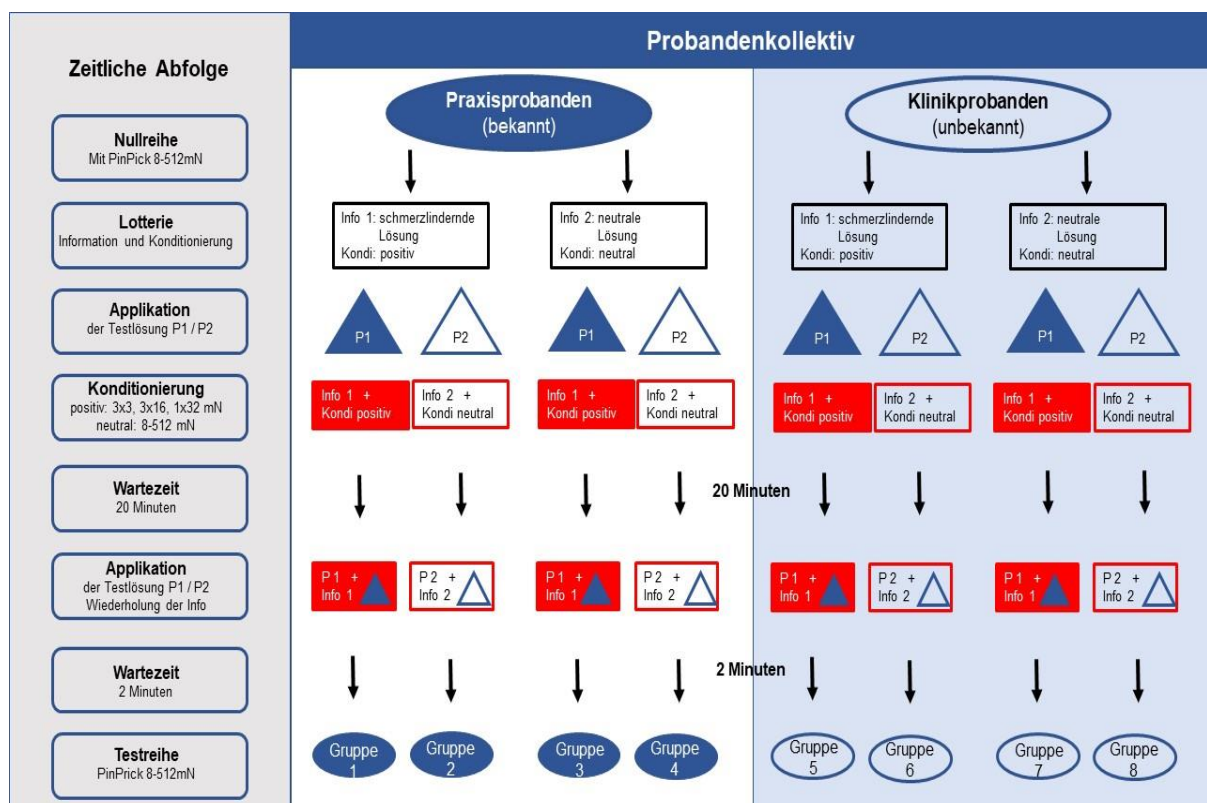 Probandenkollektiv
Zeitliche Abfolge
Nullreihe
Mit PinPick 8-512mN
Lotterie
Information und Konditionierung
Applikation
der Testlösung P1 / P2
Konditionierung
positiv: 3x3, 3x16, 1x32 mN
neutral: 8-512 mN
Wartezeit
20 Minuten
Applikation
der Testlösung P1 / P2
Wiederholung der Info
Wartezeit
2 Minuten
Testreihe
PinPrick 8-512mN
Praxisprobanden
(bekannt)
Klinikprobanden
(unbekannt)
Info 1: schmerzlindernde
Lösung
Kondi: positiv
Info 2: neutrale
Lösung
Kondi: neutral
Info 1: schmerzlindernde
Lösung
Kondi: positiv
Info 2: neutrale
Lösung
Kondi: neutral
P1
P2
P1
P2
P1
P2
P1
P2
Info 1 +
Kondi positiv
Info 2 +
Kondi neutral
Info 1 +
Kondi positiv
Info 2 +
Kondi neutral
Info 1 +
Kondi positiv
Info 2 +
Kondi neutral
Info 1 +
Kondi positiv
Info 2 +
Kondi neutral
20 Minuten
P1 +
Info 1
P2 +
Info 2
P1 +
Info 1
P2 +
Info 2
P1 +
Info 1
P2 +
Info 2
P1 +
Info 1
P2 +
Info 2
2 Minuten
Gruppe
1
Gruppe
2
Gruppe
3
Gruppe
4
Gruppe
5
Gruppe
6
Gruppe
7
Gruppe
8